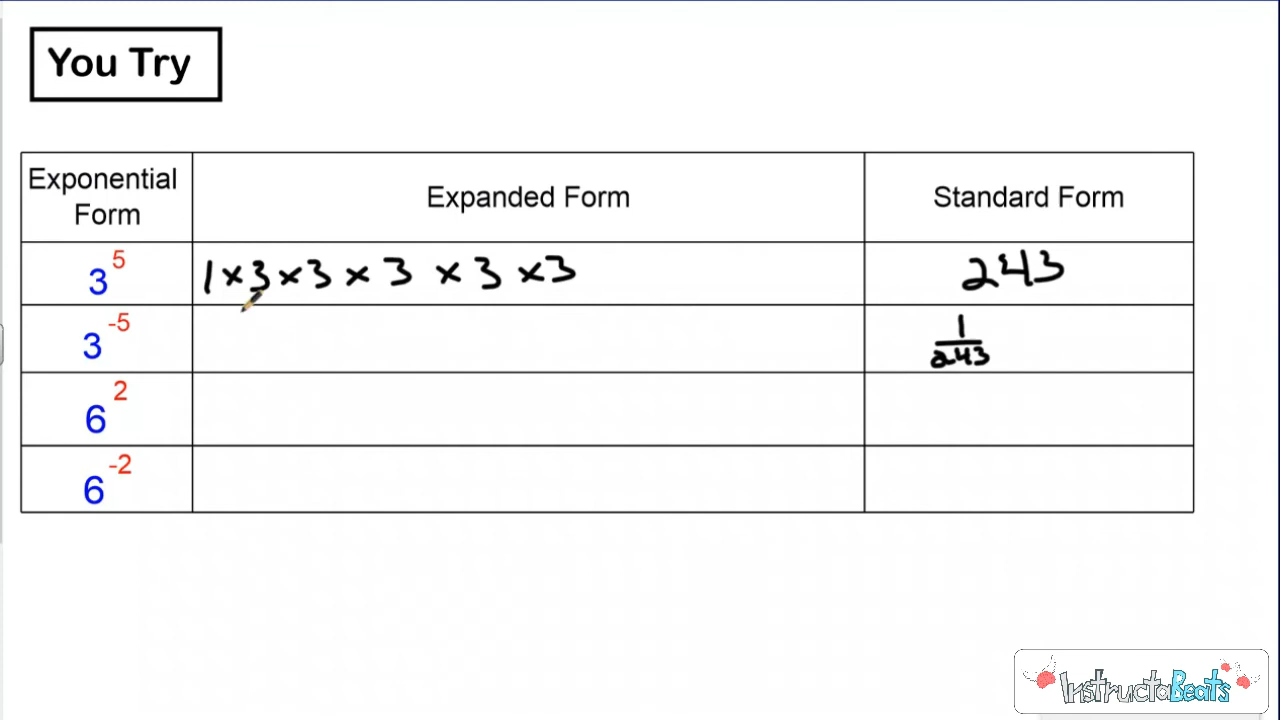 You Try
Exponential Form Expanded Form Standard Form
3^5 1 × 3 × 3 × 3 × 3 × 3 243
3^-5 1/243
6^2
6^-2
InstructaBeats